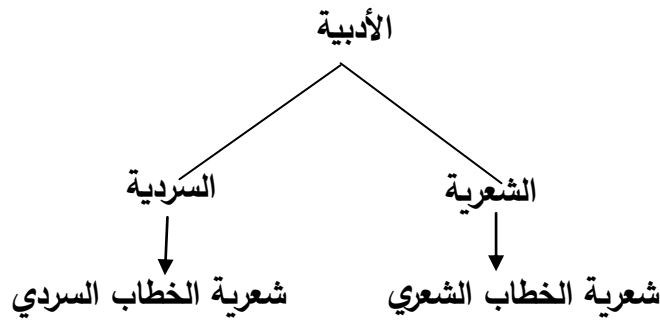 الأدبية
الشعرية
السردية
شعرية الخطاب الشعري
شعرية الخطاب السردي